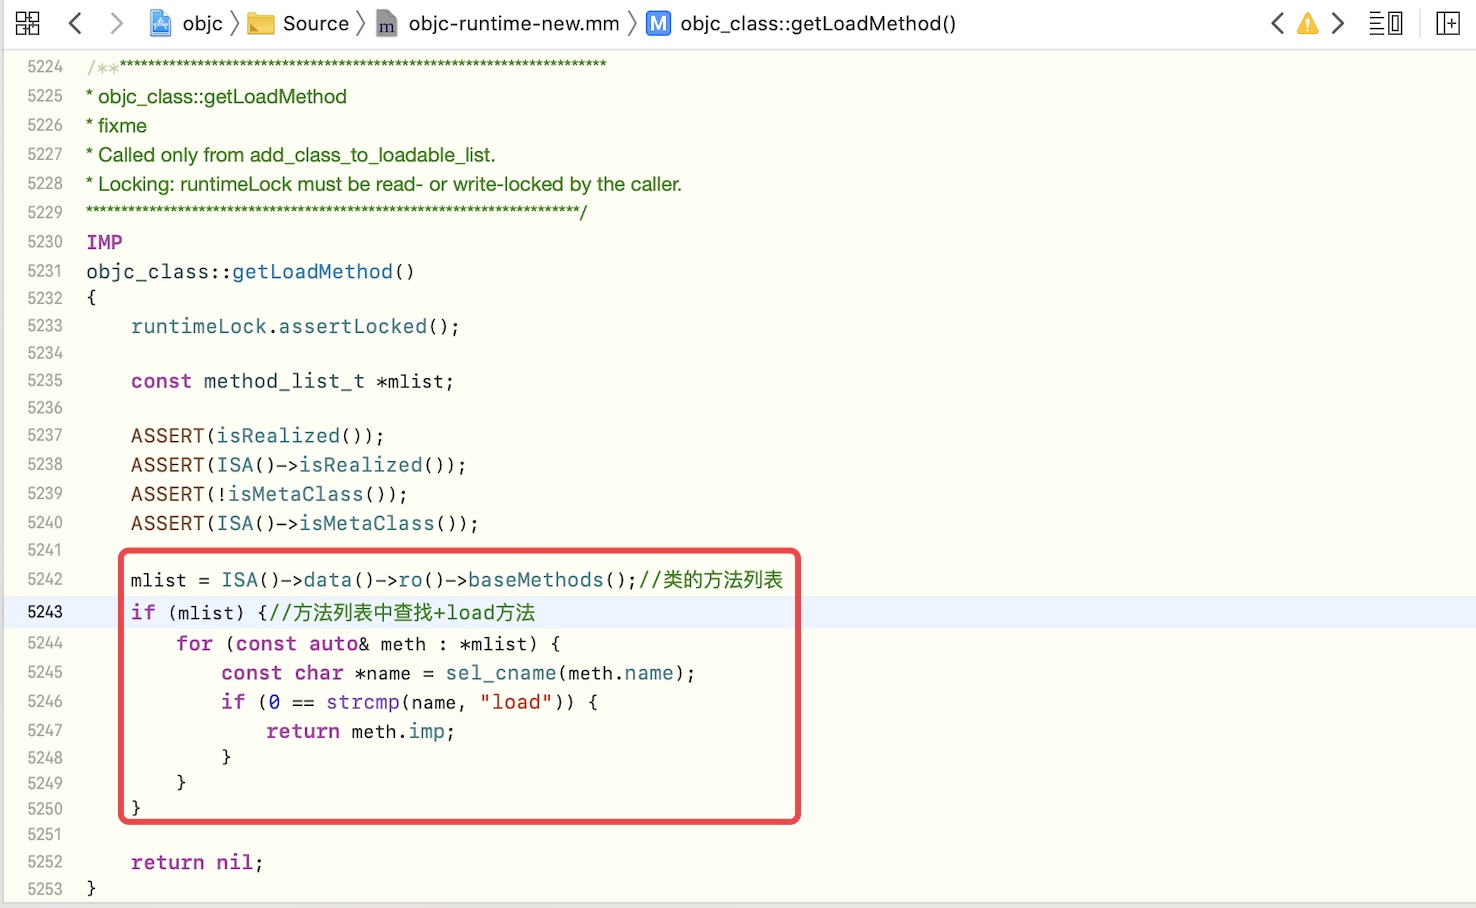 objc 〉 Source 〉 m objc-runtime-new.mm 〉 M objc_class::getLoadMethod()
5224 /**********************************************************************
5225 * objc_class::getLoadMethod
5226 * fixme
5227 * Called only from add_class_to_loadable_list.
5228 * Locking: runtimeLock must be read- or write-locked by the caller.
5229 **********************************************************************/
5230 IMP
5231 objc_class::getLoadMethod()
5232 {
5233     runtimeLock.assertLocked();
5234
5235     const method_list_t *mlist;
5236
5237     ASSERT(isRealized());
5238     ASSERT(ISA()->isRealized());
5239     ASSERT(!isMetaClass());
5240     ASSERT(ISA()->isMetaClass());
5241
5242     mlist = ISA()->data()->ro()->baseMethods();//类的方法列表
5243     if (mlist) {//方法列表中查找+load方法
5244         for (const auto& meth : *mlist) {
5245             const char *name = sel_cname(meth.name);
5246             if (0 == strcmp(name, "load")) {
5247                 return meth.imp;
5248             }
5249         }
5250     }
5251
5252     return nil;
5253 }